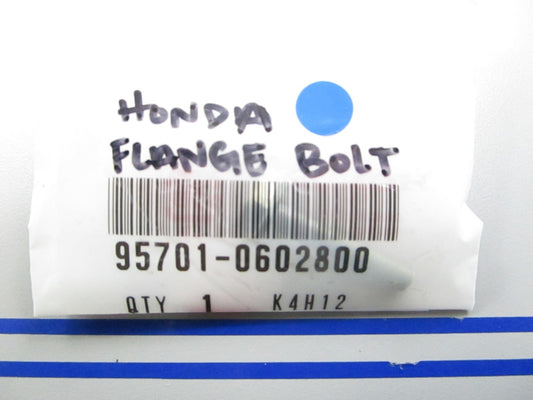 HONDA
FLANGE BOLT
95701-0602800
QTY 1 K4H12